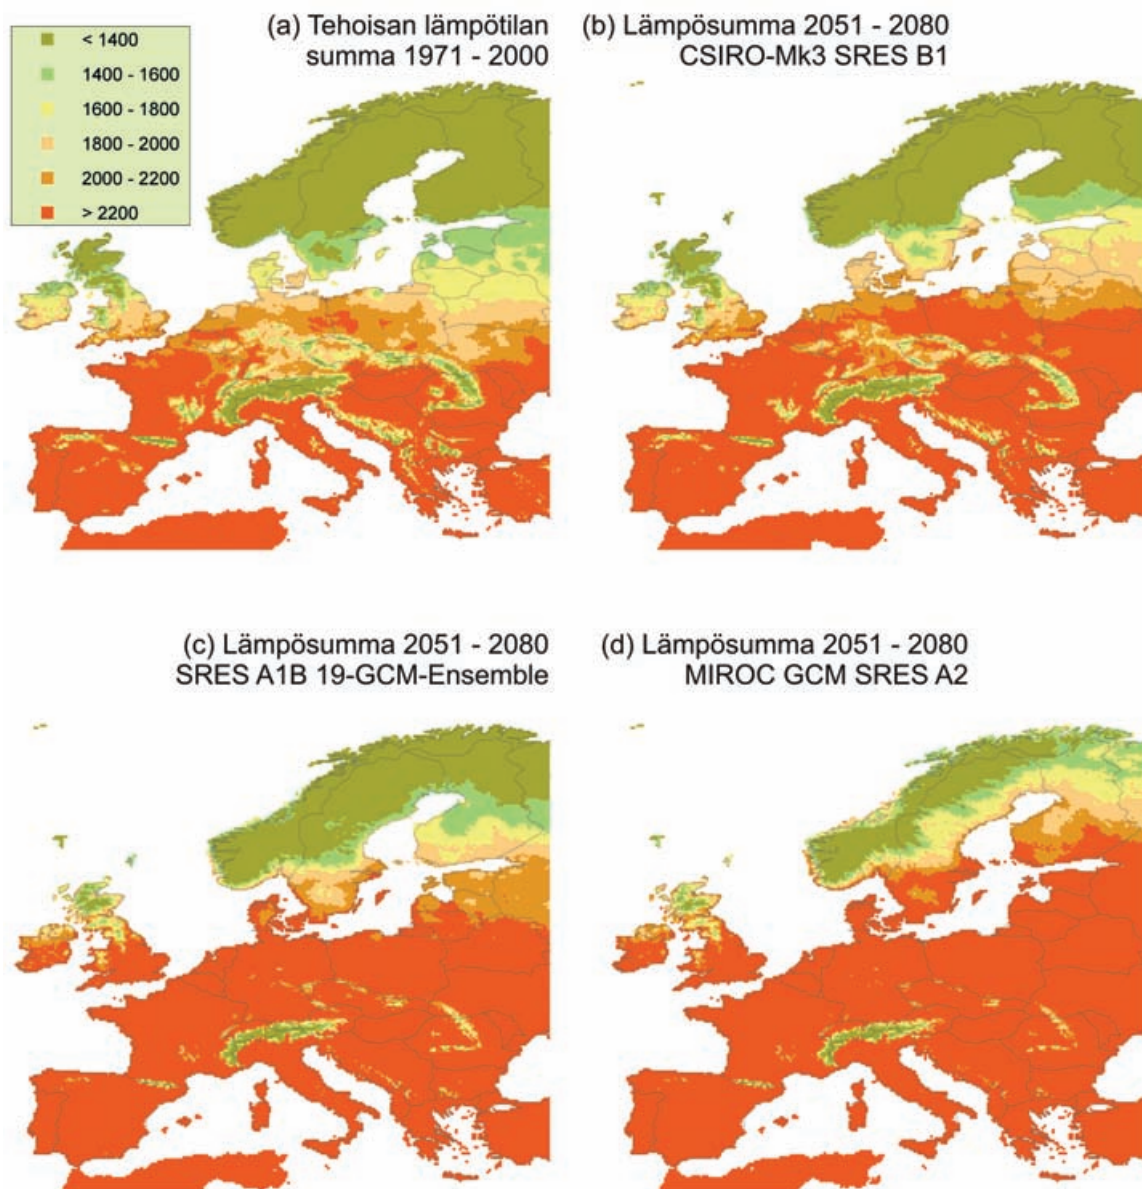 (a) Tehoisan lämpötilan
summa 1971 - 2000
(b) Lämpösumma 2051 - 2080
CSIRO-Mk3 SRES B1
< 1400
1400 - 1600
1600 - 1800
1800 - 2000
2000 - 2200
> 2200
(c) Lämpösumma 2051 - 2080
SRES A1B 19-GCM-Ensemble
(d) Lämpösumma 2051 - 2080
MIROC GCM SRES A2